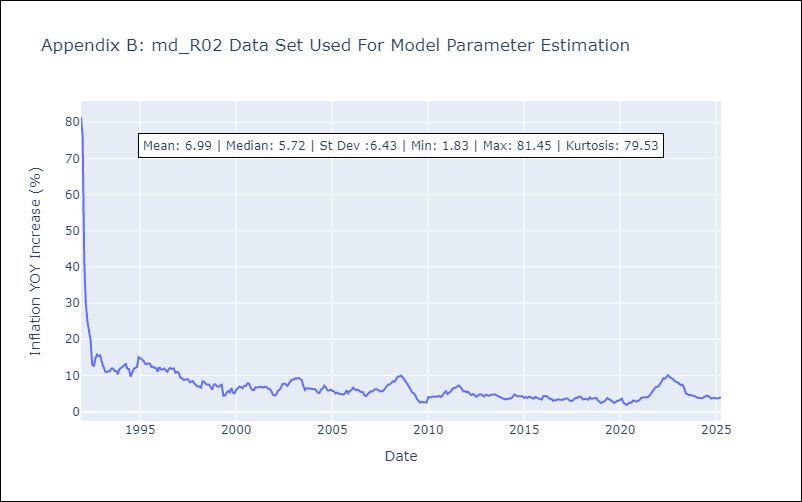 Appendix B: md_R02 Data Set Used For Model Parameter Estimation
Mean: 6.99 | Median: 5.72 | St Dev :6.43 | Min: 1.83 | Max: 81.45 | Kurtosis: 79.53
Inflation YOY Increase (%)
80
70
60
50
40
30
20
10
0
1995 2000 2005 2010 2015 2020 2025
Date